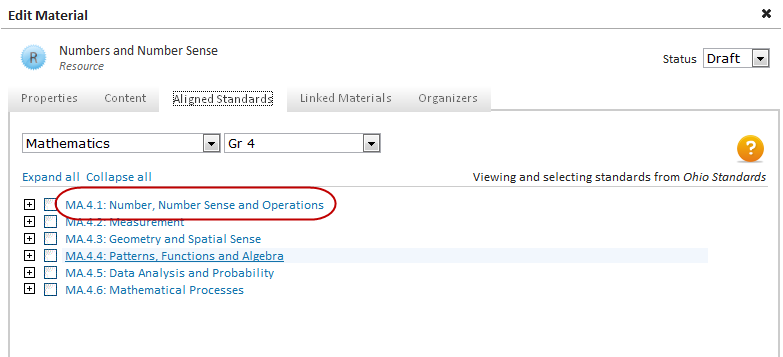 Edit Material
R
Numbers and Number Sense
Resource
Status Draft
Properties Content Aligned Standards Linked Materials Organizers
Mathematics Gr 4
?
Expand all Collapse all Viewing and selecting standards from Ohio Standards
MA.4.1: Number, Number Sense and Operations
MA.4.2: Measurement
MA.4.3: Geometry and Spatial Sense
MA.4.4: Patterns, Functions and Algebra
MA.4.5: Data Analysis and Probability
MA.4.6: Mathematical Processes